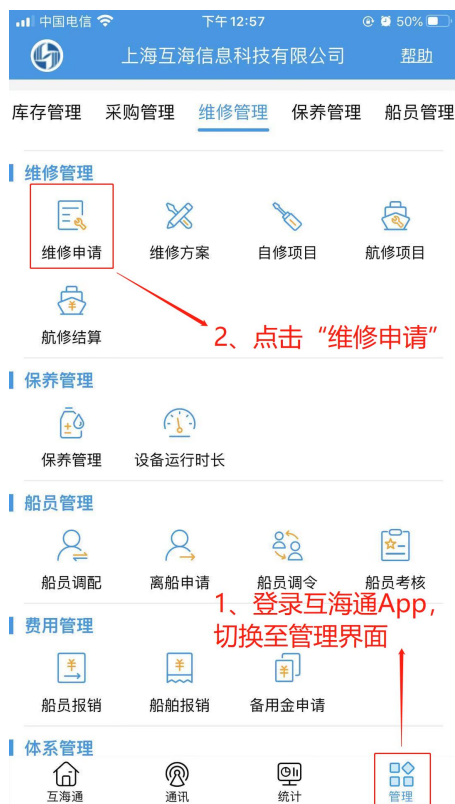 中国电信 下午12:57 50%
上海互海信息科技有限公司 帮助
库存管理 采购管理 维修管理 保养管理 船员管理
维修管理
维修申请 维修方案 自修项目 航修项目
航修结算
2、点击“维修申请”
保养管理
保养管理 设备运行时长
船员管理
船员调配 离船申请 船员调令 船员考核
1、登录互海通App,
切换至管理界面
费用管理
船员报销 船舶报销 备用金申请
体系管理
互海通 通讯 统计 管理